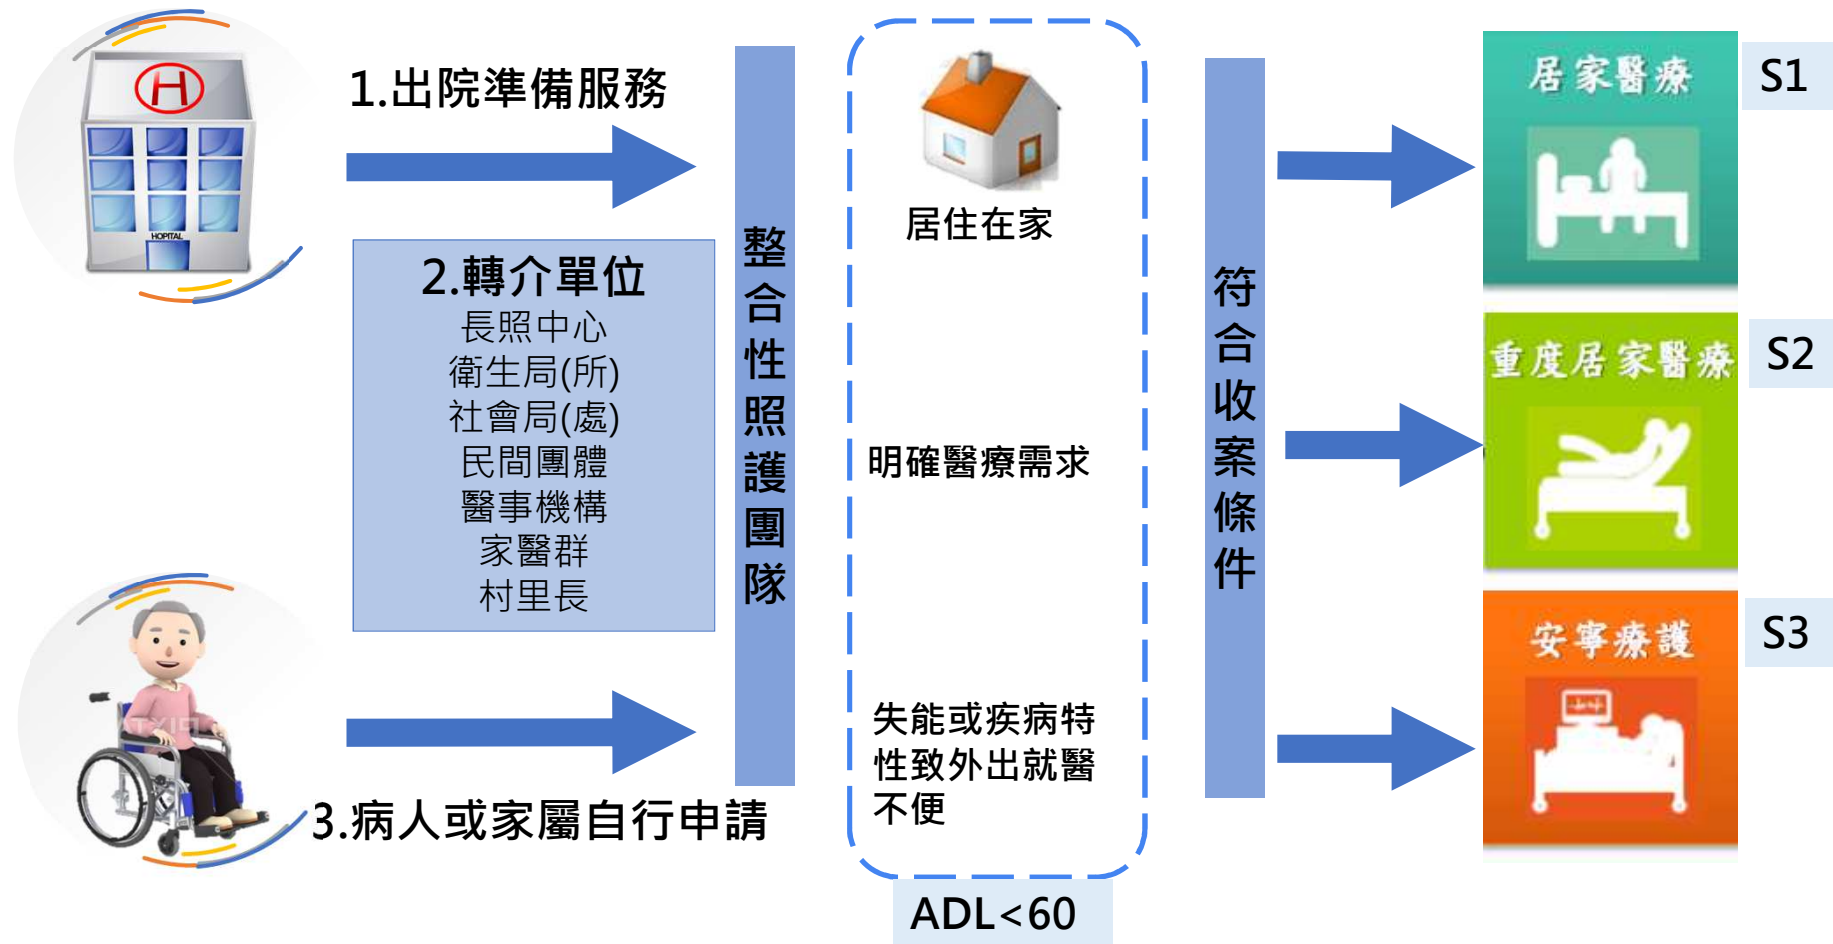 HOPITAL
1.出院準備服務
2.轉介單位
長照中心
衛生局(所)
社會局(處)
民間團體
醫事機構
家醫群
村里長
3.病人或家屬自行申請
整合性照護團隊
居住在家
明確醫療需求
失能或疾病特
性致外出就醫
不便
ADL<60
符合收案條件
居家醫療
S1
重度居家醫療
S2
安寧療護
S3